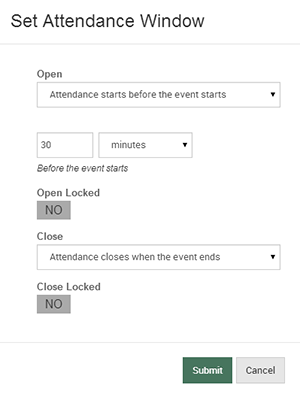 Set Attendance Window
Open
Attendance starts before the event starts
30 minutes
Before the event starts
Open Locked
NO
Close
Attendance closes when the event ends
Close Locked
NO
Submit Cancel